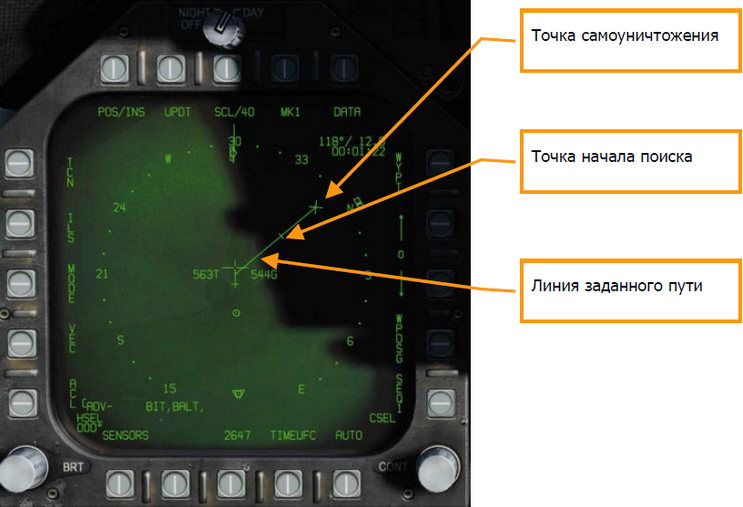 NIGHT DAY
OFF
Точка самоуничтожения
POS/INS UPDT SCL/40 MK1 DATA
30
118°/ 12.9
00:01:22
W
33
Точка начала поиска
TCN
WYPT
24
N
ILS
0
21
563T
544G
3
MODE
Линия заданного пути
WPDSG
VEC
S
6
SEQ1
15
E
ACL
(ADV- BIT,BALT,
HSEL
000°
CSEL
SENSORS 2647 TIMEUFC AUTO
BRT
CONT